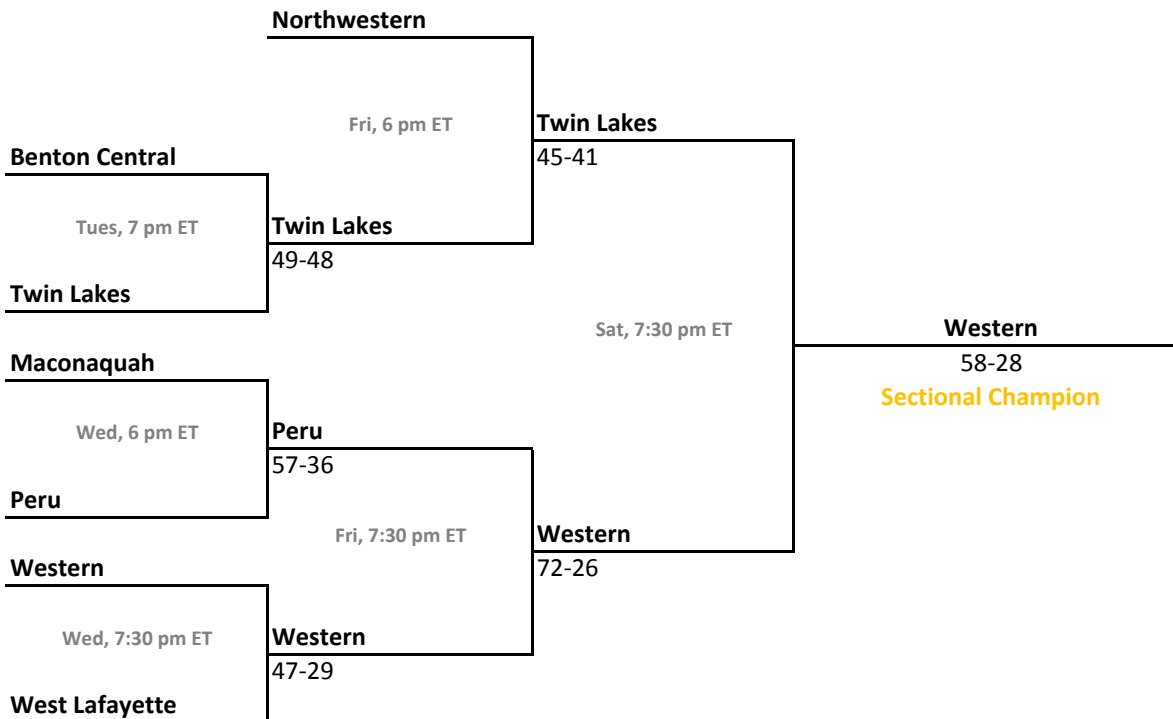 Northwestern
Fri, 6 pm ET
Twin Lakes
45-41
Benton Central
Tues, 7 pm ET
Twin Lakes
49-48
Twin Lakes
Sat, 7:30 pm ET
Western
58-28
Sectional Champion
Maconaquah
Wed, 6 pm ET
Peru
57-36
Peru
Fri, 7:30 pm ET
Western
72-26
Western
Wed, 7:30 pm ET
Western
47-29
West Lafayette